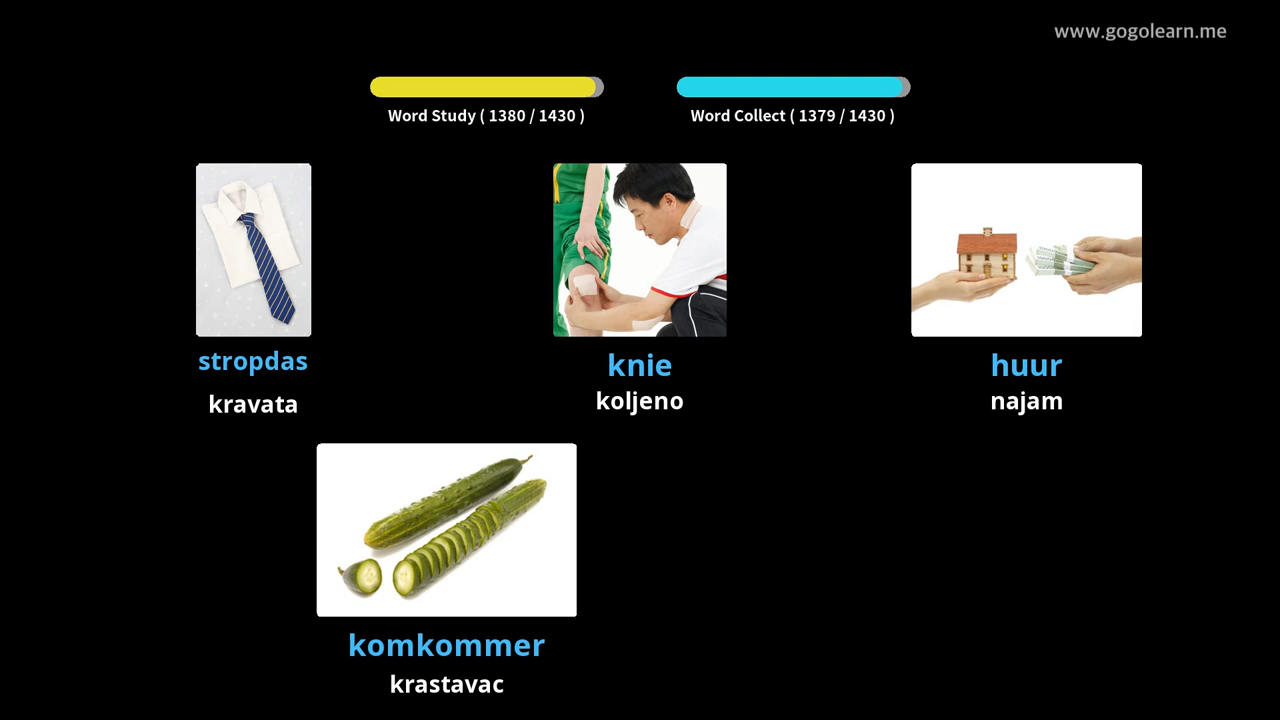 www.gogolearn.me
Word Study ( 1380 / 1430 )
Word Collect ( 1379 / 1430 )
stropdas
kravata
knie
koljeno
huur
najam
komkommer
krastavac